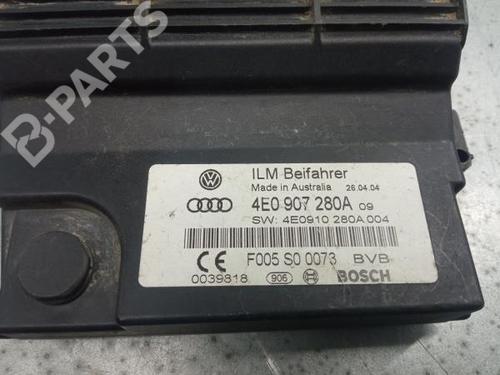 B-PARTS
ILM Beifahrer
Made in Australia 26.04.04
4E0 907 280A 09
SW: 4E0910 280A 004
F005 S0 0073 BVB
0039818 906 BOSCH